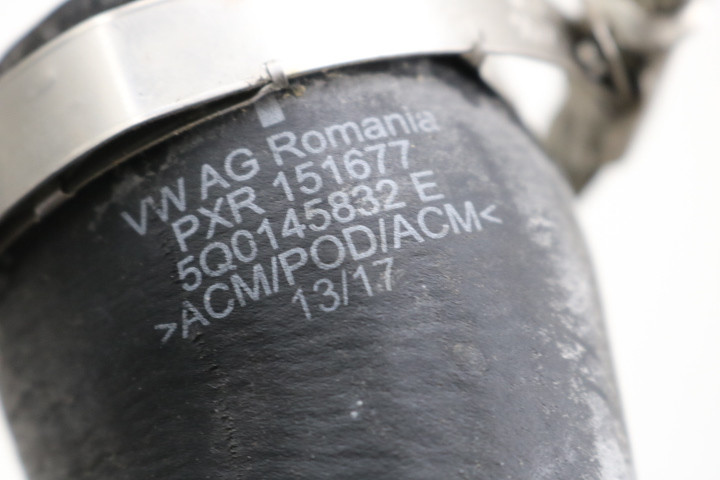 VW AG Romania
PXR 151677
5Q0145832 E
>ACM/POD/ACM<
13/17